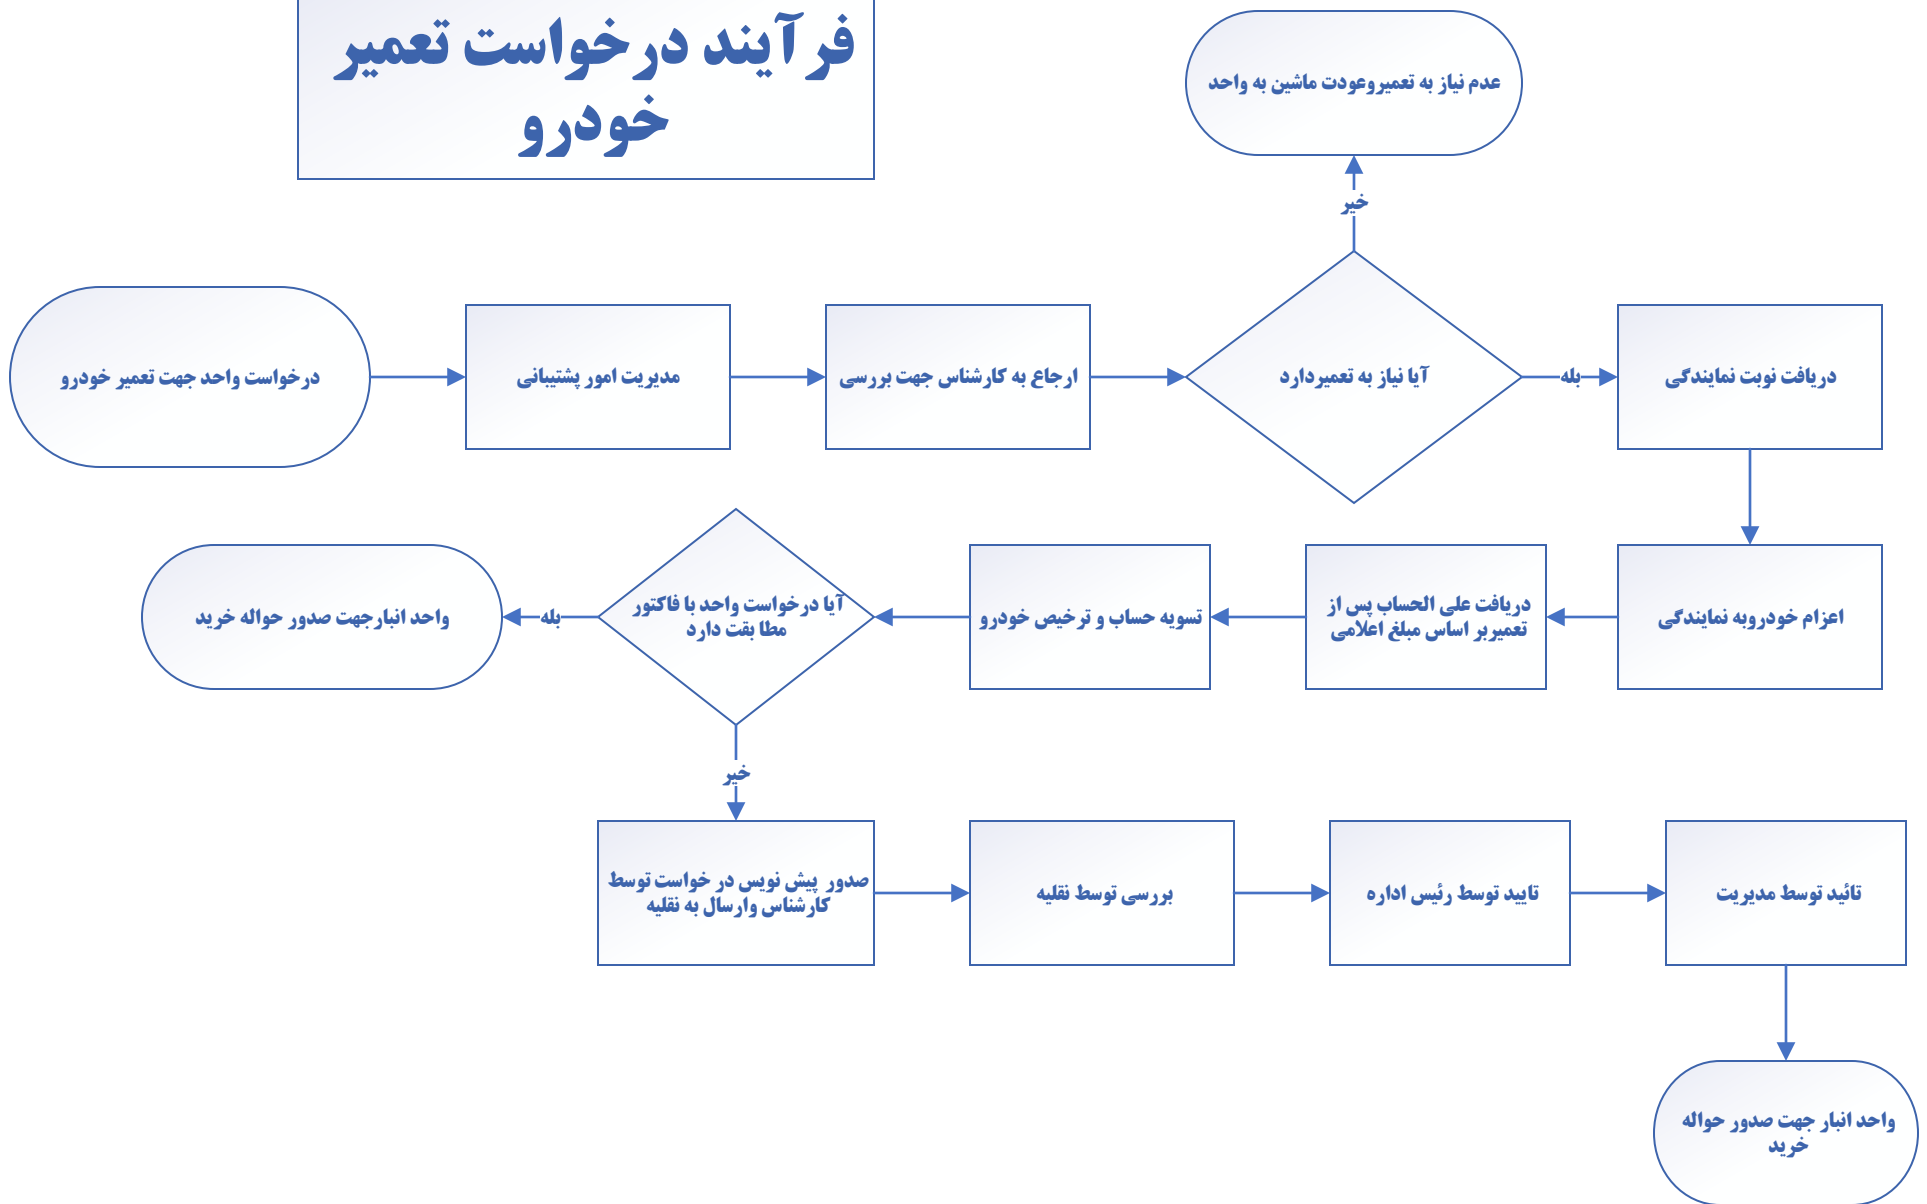 فرآیند درخواست تعمیر
خودرو
عدم نیاز به تعمیروعودت ماشین به واحد
خیر
درخواست واحد جهت تعمیر خودرو
مدیریت امور پشتیبانی
ارجاع به کارشناس جهت بررسی
آیا نیاز به تعمیردارد
بله
دریافت نوبت نمایندگی
اعزام خودروبه نمایندگی
دریافت علی الحساب پس از
تعمیربر اساس مبلغ اعلامی
تسویه حساب و ترخیص خودرو
آیا درخواست واحد با فاکتور
مطا بقت دارد
بله
واحد انبارجهت صدور حواله خرید
خیر
صدور پیش نویس در خواست توسط
کارشناس وارسال به نقلیه
بررسی توسط نقلیه
تایید توسط رئیس اداره
تائید توسط مدیریت
واحد انبار جهت صدور حواله
خرید